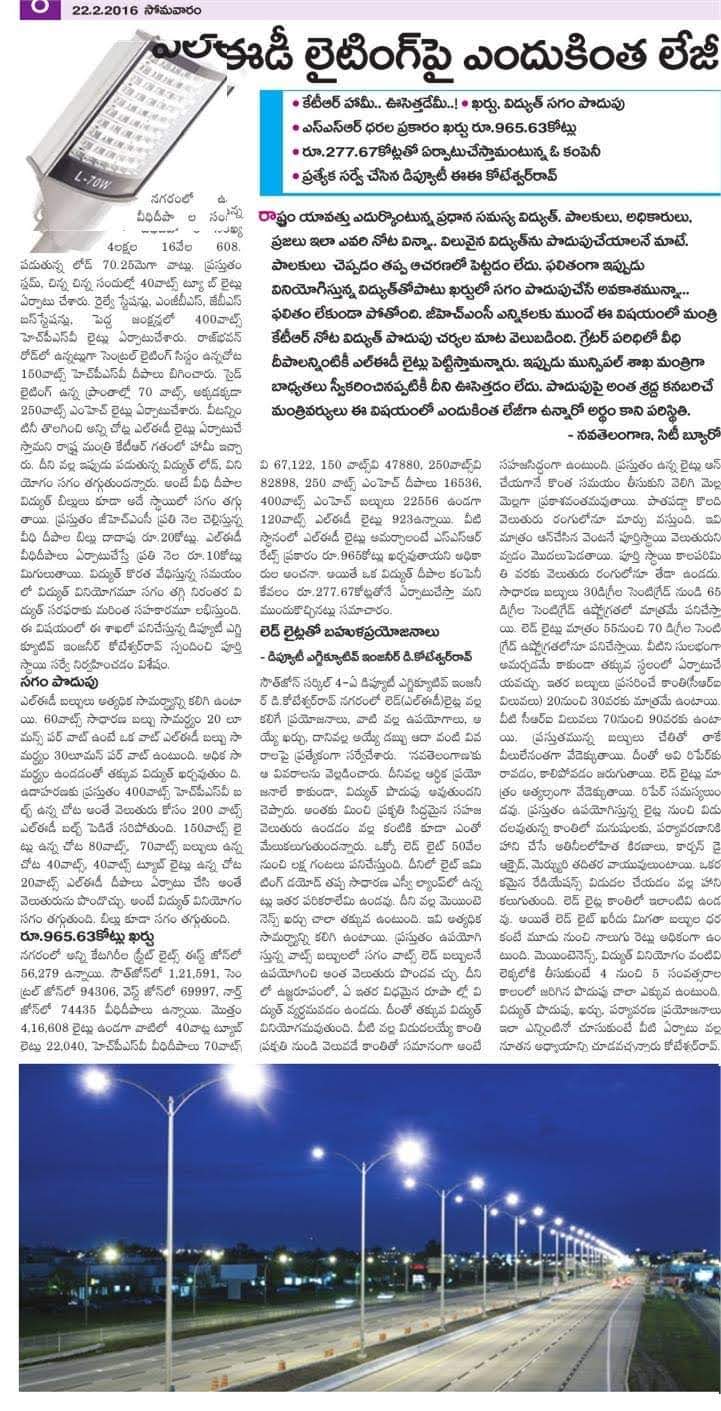 22.2.2016 సోమవారం
ఎల్ఈడీ లైటింగ్‌పై ఎందుకింత లేజీ
• కేటీఆర్ హామీ.. ఊసెత్తడేమీ..! • ఖర్చు, విద్యుత్ సగం పొదుపు
• ఎస్ఎస్ఆర్ ధరల ప్రకారం ఖర్చు రూ.965.63కోట్లు
• రూ.277.67కోట్లతో ఏర్పాటుచేస్తామంటున్న ఓ కంపెనీ
• ప్రత్యేక సర్వే చేసిన డిప్యూటీ ఈఈ కోటేశ్వర్‌రావ్
L-70W
రాష్ట్రం యావత్తు ఎదుర్కొంటున్న ప్రధాన సమస్య విద్యుత్. పాలకులు, అధికారులు,
ప్రజలు ఇలా ఎవరి నోట విన్నా.. విలువైన విద్యుత్‌ను పొదుపుచేయాలనే మాటే.
పాలకులు చెప్పడం తప్ప ఆచరణలో పెట్టడం లేదు. ఫలితంగా ఇప్పుడు
వినియోగిస్తున్న విద్యుత్‌తోపాటు ఖర్చులో సగం పొదుపుచేసే అవకాశమున్నా...
ఫలితం లేకుండా పోతోంది. జీహెచ్ఎంసీ ఎన్నికలకు ముందే ఈ విషయంలో మంత్రి
కేటీఆర్ నోట విద్యుత్ పొదుపు చర్యల మాట వెలుబడింది. గ్రేటర్ పరిధిలో వీధి
దీపాలన్నింటికీ ఎల్ఈడీ లైట్లు పెట్టిస్తామన్నారు. ఇప్పుడు మున్సిపల్ శాఖ మంత్రిగా
బాధ్యతలు స్వీకరించినప్పటికీ దీని ఊసెత్తడం లేదు. పొదుపుపై అంత శ్రద్ధ కనబరిచే
మంత్రివర్యులు ఈ విషయంలో ఎందుకింత లేజీగా ఉన్నారో అర్థం కాని పరిస్థితి.
- నవతెలంగాణ, సిటీ బ్యూరో
నగరంలో
వీధిదీపా ల
4లక్షల 16వేల 608.
పడుతున్న లోడ్ 70.25మెగా వాట్లు. ప్రస్తుతం
స్లమ్, చిన్న చిన్న సందుల్లో 40వాట్స్ ట్యూ బ్ లైట్లు
ఏర్పాటు చేశారు. రైల్వే స్టేషన్లు, ఎంజీబీఎస్, జేబీఎస్
బస్‌స్టేషన్లు, పెద్ద జంక్షన్లలో 400వాట్స్
హెచ్‌పీఎస్‌వీ లైట్లు ఏర్పాటుచేశారు. రాజ్‌భవన్
రోడ్‌లో ఉన్నట్లుగా సెంట్రల్ లైటింగ్ సిస్టం ఉన్నచోట
150వాట్స్ హెచ్‌పీఎస్‌వీ దీపాలు బిగించారు. సైడ్
లైటింగ్ ఉన్న ప్రాంతాల్లో 70 వాట్స్, అక్కడక్కడా
250వాట్స్ ఎంహెచ్ లైట్లు ఏర్పాటుచేశారు. వీటన్నిం
టినీ తొలగించి అన్ని చోట్ల ఎల్ఈడీ లైట్లు ఏర్పాటుచే
స్తామని రాష్ట్ర మంత్రి కేటీఆర్ గతంలో హామీ ఇచ్చా
రు. దీని వల్ల ఇప్పుడు పడుతున్న విద్యుత్ లోడ్, విని
యోగం సగం తగ్గుతుందన్నారు. అంటే వీధి దీపాల
విద్యుత్ బిల్లులు కూడా అదే స్థాయిలో సగం తగ్గు
తాయి. ప్రస్తుతం జీహెచ్ఎంసీ ప్రతి నెల చెల్లిస్తున్న
వీధి దీపాల బిల్లు దాదాపు రూ.20కోట్లు. ఎల్ఈడీ
వీధిదీపాలు ఏర్పాటుచేస్తే ప్రతి నెల రూ.10కోట్లు
మిగులుతాయి. విద్యుత్ కొరత వేధిస్తున్న సమయం
లో విద్యుత్ వినియోగమూ సగం తగ్గి నిరంతర వి
ద్యుత్ సరఫరాకు మరింత సహకారమూ లభిస్తుంది.
ఈ విషయంలో ఈ శాఖలో పనిచేస్తున్న డిప్యూటీ ఎగ్జి
క్యూటివ్ ఇంజనీర్ కోటేశ్వర్‌రావ్ స్పందించి పూర్తి
స్థాయి సర్వే నిర్వహించడం విశేషం.
సగం పొదుపు
ఎల్ఈడీ బల్బులు అత్యధిక సామర్థ్యాన్ని కలిగి ఉంటా
యి. 60వాట్స్ సాధారణ బల్బు సామర్థ్యం 20 లూ
మన్స్ పర్ వాట్ ఉంటే ఒక వాట్ ఎల్ఈడీ బల్బు సా
మర్థ్యం 30లూమన్ పర్ వాట్ ఉంటుంది. అధిక సా
మర్థ్యం ఉండడంతో తక్కువ విద్యుత్ ఖర్చవుతుం ది.
ఉదాహరణకు ప్రస్తుతం 400వాట్స్ హెచ్‌పీఎస్‌వీ బ
ల్బ్ ఉన్న చోట అంతే వెలుతురు కోసం 200 వాట్స్
ఎల్ఈడీ బల్బ్ పెడితే సరిపోతుంది. 150వాట్ లై
ట్లు ఉన్న చోట 80వాట్స్, 70వాట్స్ బల్బులు ఉన్న
చోట 40వాట్స్, 40వాట్స్ ట్యూబ్ లైట్లు ఉన్న చోట
20వాట్స్ ఎల్ఈడీ దీపాలు ఏర్పాటు చేసి అంతే
వెలుతురును పొందొచ్చు. అంటే విద్యుత్ వినియోగం
సగం తగ్గుతుంది. బిల్లు కూడా సగం తగ్గుతుంది.
రూ.965.63కోట్లు ఖర్చు
నగరంలో అన్ని కేటగిరీల స్ట్రీట్ లైట్స్ ఈస్ట్ జోన్‌లో
56,279 ఉన్నాయి. సౌత్‌జోన్‌లో 1,21,591, సెం
ట్రల్ జోన్‌లో 94306, వెస్ట్ జోన్‌లో 69997, నార్త్
జోన్‌లో 74435 వీధిదీపాలు ఉన్నాయి. మొత్తం
4,16,608 లైట్లు ఉండగా వాటిలో 40వాట్ల ట్యూబ్
లైట్లు 22,040, హెచ్‌పీఎస్‌వీ వీధిదీపాలు 70వాట్స్
వి 67,122, 150 వాట్స్‌వి 47880, 250వాట్స్‌వి
82898, 250 వాట్స్ ఎంహెచ్ దీపాలు 16536,
400వాట్స్ ఎంహెచ్ బల్బులు 22556 ఉండగా
120వాట్స్ ఎల్ఈడీ లైట్లు 923ఉన్నాయి. వీటి
స్థానంలో ఎల్ఈడీ లైట్లు అమర్చాలంటే ఎస్ఎస్ఆర్
రేట్స్ ప్రకారం రూ.965కోట్లు ఖర్చవుతాయని అధికా
రుల అంచనా. అయితే ఒక విద్యుత్ దీపాల కంపెనీ
కేవలం రూ.277.67కోట్లతోనే ఏర్పాటుచేస్తా మని
ముందుకొచ్చినట్లు సమాచారం.
లెడ్ లైట్లతో బహుళప్రయోజనాలు
- డిప్యూటీ ఎగ్జిక్యూటివ్ ఇంజనీర్ డి.కోటేశ్వర్‌రావ్
సౌత్‌జోన్ సర్కిల్ 4-ఏ డిప్యూటీ ఎగ్జిక్యూటివ్ ఇంజనీ
ర్ డి.కోటేశ్వర్‌రావ్ నగరంలో లెడ్(ఎల్ఈడీ)లైట్ల వల్ల
కలిగే ప్రయోజనాలు, వాటి వల్ల ఉపయోగాలు, అ
య్యే ఖర్చు, దానివల్ల అయ్యే డబ్బు ఆదా వంటి వివ
రాలపై ప్రత్యేకంగా సర్వేచేశారు. 'నవతెలంగాణ'కు
ఆ వివరాలను వెల్లడించారు. దీనివల్ల ఆర్థిక ప్రయో
జనాలే కాకుండా, విద్యుత్ పొదుపు అవుతుందని
చెప్పారు. అంతకు మించి ప్రకృతి సిద్ధమైన సహజ
వెలుతురు ఉండడం వల్ల కంటికి కూడా ఎంతో
మేలుకలుగుతుందన్నారు. ఒక్కో లెడ్ లైట్ 50వేల
నుంచి లక్ష గంటలు పనిచేస్తుంది. దీనిలో లైట్ ఇమి
ట్టింగ్ డయోడ్ తప్ప సాధారణ ఎస్వీ ల్యాంప్‌లో ఉన్న
ట్లు ఇతర పరికరాలేమీ ఉండవు. దీని వల్ల మెయింటె
నెన్స్ ఖర్చు చాలా తక్కువ ఉంటుంది. ఇవి అత్యధిక
సామర్థ్యాన్ని కలిగి ఉంటాయి. ప్రస్తుతం ఉపయోగి
స్తున్న వాట్స్ బల్బులలో సగం వాట్స్ లెడ్ బల్బులనే
ఉపయోగించి అంత వెలుతురు పొందవ చ్చు. దీని
లో ఉజ్జరూపంలో, ఏ ఇతర విధమైన రూపా ల్లో వి
ద్యుత్ వ్యర్థమవడం ఉండదు. దీంతో తక్కువ విద్యుత్
వినియోగమవుతుంది. వీటి వల్ల విడుదలయ్యే కాంతి
ప్రకృతి నుండి వెలువడే కాంతితో సమానంగా అంటే
సహజసిద్ధంగా ఉంటుంది. ప్రస్తుతం ఉన్న లైట్లు ఆన్
చేయగానే కొంత సమయం తీసుకుని వెలిగి మెల్ల
మెల్లగా ప్రకాశవంతమవుతాయి. పాతపడ్డా కొలది
వెలుతురు రంగులోనూ మార్పు వస్తుంది. ఇవి
మాత్రం ఆన్‌చేసిన వెంటనే పూర్తిస్థాయి వెలుతురుని
వ్వడం మొదలుపెడతాయి. పూర్తి స్థాయి కాలపరిమి
తి వరకు వెలుతురు రంగులోనూ తేడా ఉండదు.
సాధారణ బల్బులు 30డిగ్రీల సెంటిగ్రేడ్ నుండి 65
డిగ్రీల సెంటిగ్రేడ్ ఉష్ణోగ్రతలో మాత్రమే పనిచేస్తా
యి. లెడ్ లైట్లు మాత్రం 55నుంచి 70 డిగ్రీల సెంటి
గ్రేడ్ ఉష్ణోగ్రతలోనూ పనిచేస్తాయి. వీటిని సులభంగా
అమర్చడమే కాకుండా తక్కువ స్థలంలో ఏర్పాటుచే
యవచ్చు. ఇతర బల్బులు ప్రసరించే కాంతి(సీఆర్ఐ
విలువలు) 20నుంచి 30వరకు మాత్రమే ఉంటాయి.
వీటి సీఆర్ఐ విలువలు 70నుంచి 90వరకు ఉంటా
యి. ప్రస్తుతమున్న బల్బులు చేతితో తాకే
వీలులేనంతగా వేడెక్కుతాయి. దీంతో అవి రిపేర్‌కు
రావడం, కాలిపోవడం జరుగుతాయి. లెడ్ లైట్లు మా
త్రం అత్యల్పంగా వేడెక్కుతాయి. రిపేర్ సమస్యలుం
డవు. ప్రస్తుతం ఉపయోగిస్తున్న లైట్ల నుంచి విడు
దలవుతున్న కాంతిలో మనుషులకు, పర్యావరణానికి
హాని చేసే అతినీలలోహిత కిరణాలు, కార్బన్ డై
ఆక్సైడ్, మెర్క్యురి తదితర వాయువులుంటాయి. ఒకర
కమైన రేడియేషన్స్ విడుదల చేయడం వల్ల హాని
కలుగుతుంది. లెడ్ లైట్ల కాంతిలో ఇలాంటివి ఉండ
వు. అయితే లెడ్ లైట్ ఖరీదు మిగతా బల్బుల ధర
కంటే మూడు నుంచి నాలుగు రెట్లు అధికంగా ఉం
టుంది. మెయింటెనెన్స్, విద్యుత్ వినియోగం వంటివి
లెక్కలోకి తీసుకుంటే 4 నుంచి 5 సంవత్సరాల
కాలంలో జరిగిన పొదుపు చాలా ఎక్కువ ఉంటుంది.
విద్యుత్ పొదుపు, ఖర్చు, పర్యావరణ ప్రయోజనాలు
ఇలా ఎన్నింటినో చూసుకుంటే వీటి ఏర్పాటు వల్ల
నూతన అధ్యాయాన్ని చూడవచ్చన్నారు కోటేశ్వర్‌రావ్.